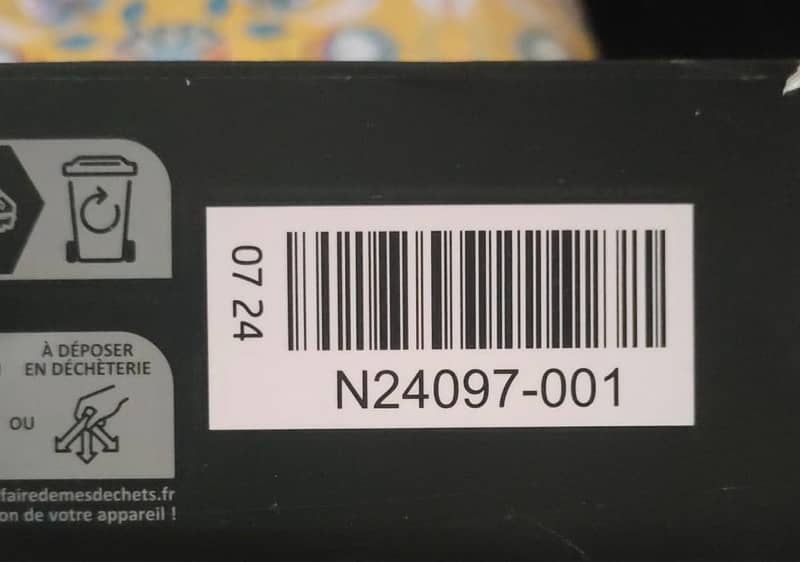 À DÉPOSER
EN DÉCHÈTERIE
OU
fairedemesdechets.fr
on de votre appareil !
07 24
N24097-001